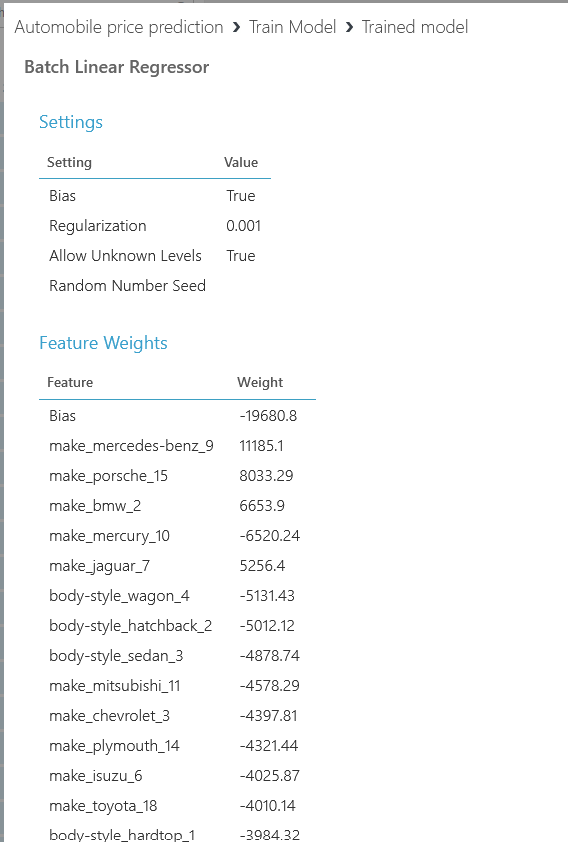 Automobile price prediction › Train Model › Trained model
Batch Linear Regressor
Settings
Setting Value
Bias True
Regularization 0.001
Allow Unknown Levels True
Random Number Seed
Feature Weights
Feature Weight
Bias -19680.8
make_mercedes-benz_9 11185.1
make_porsche_15 8033.29
make_bmw_2 6653.9
make_mercury_10 -6520.24
make_jaguar_7 5256.4
body-style_wagon_4 -5131.43
body-style_hatchback_2 -5012.12
body-style_sedan_3 -4878.74
make_mitsubishi_11 -4578.29
make_chevrolet_3 -4397.81
make_plymouth_14 -4321.44
make_isuzu_6 -4025.87
make_toyota_18 -4010.14
body-style_hardtop_1 -3984.32